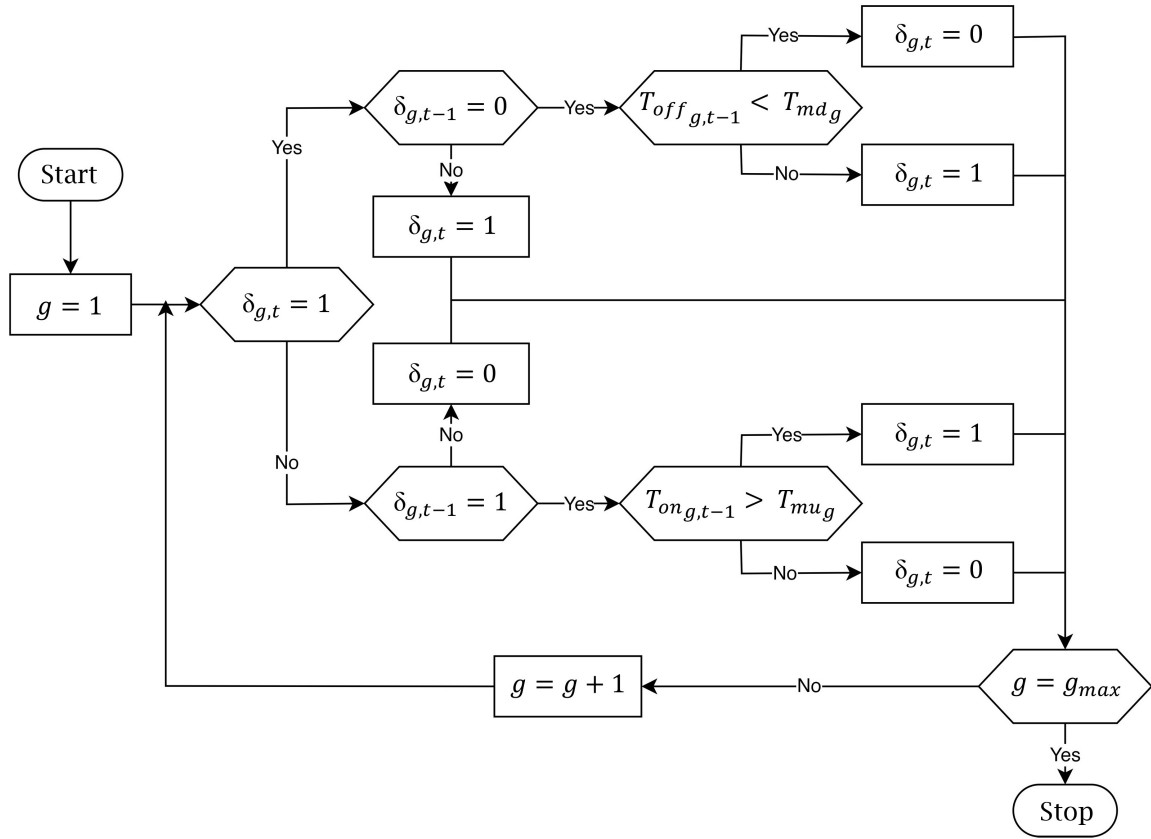 Yes
δg,t = 0
δg,t−1 = 0
Yes
Toffg,t−1 < Tmdg
Yes
Start
No
No
δg,t = 1
δg,t = 1
g = 1
δg,t = 1
δg,t = 0
No
No
Yes
δg,t = 1
δg,t−1 = 1
Yes
Tong,t−1 > Tmug
No
δg,t = 0
g = g + 1
No
g = gmax
Yes
Stop